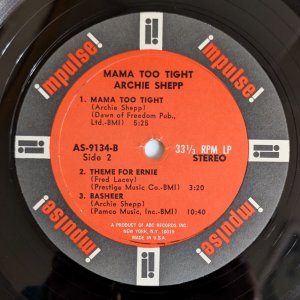 impulse!
impulse!
impulse!
impulse!
MAMA TOO TIGHT
ARCHIE SHEPP
1. MAMA TOO TIGHT
(Archie Shepp)
(Dawn of Freedom Pub.,
Ltd.-BMI) 5:25
AS-9134-B 33 1/3 RPM LP
Side 2 STEREO
2. THEME FOR ERNIE
(Fred Lacey)
(Prestige Music Co.-BMI) 3:20
3. BASHEER
(Archie Shepp)
(Pamco Music, Inc.-BMI) 10:40
A PRODUCT OF ABC RECORDS INC.
NEW YORK, N.Y. 10019
MADE IN U.S.A.